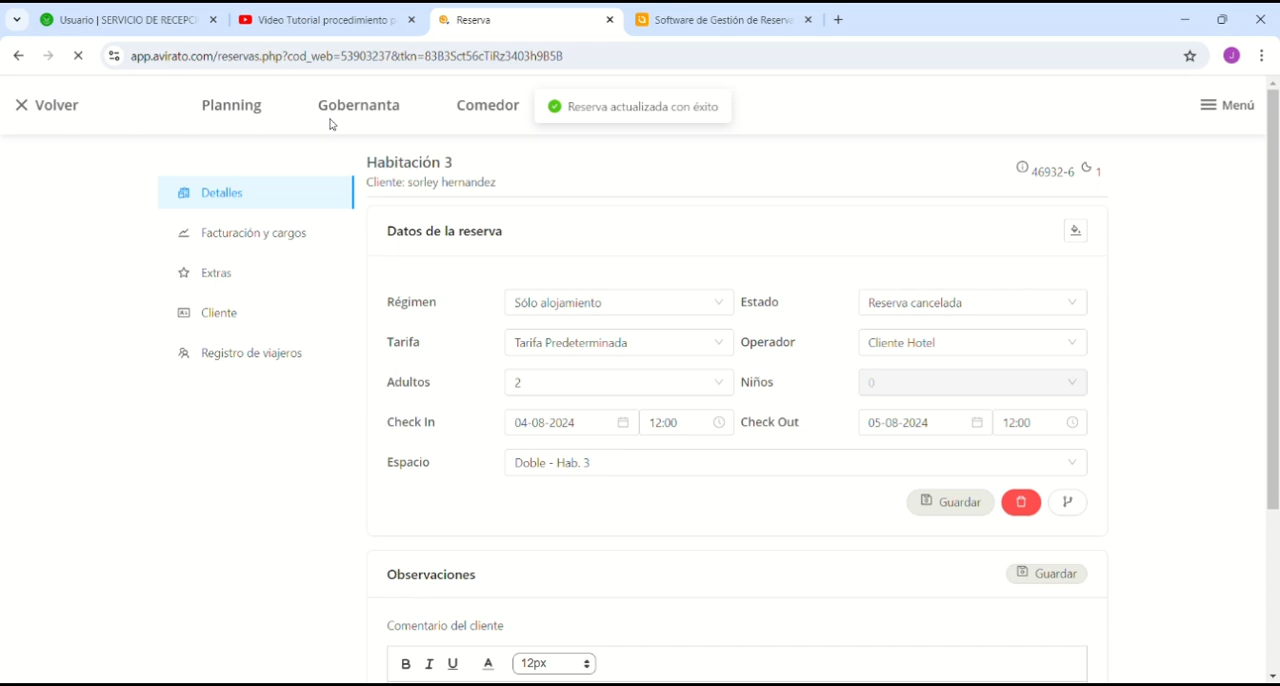 Usuario | SERVICIO DE RECEPCI
Video Tutorial procedimiento p
Reserva
Software de Gestión de Reserva
app.avirato.com/reservas.php?cod_web=53903237&tkn=83B3Sct56cTiRz3403h9B5B
J
Volver
Planning
Gobernanta
Comedor
Reserva actualizada con éxito
Menú
Habitación 3
Cliente: sorley hernandez
46932-6
1
Detalles
Facturación y cargos
Extras
Cliente
Registro de viajeros
Datos de la reserva
Régimen
Sólo alojamiento
Estado
Reserva cancelada
Tarifa
Tarifa Predeterminada
Operador
Cliente Hotel
Adultos
2
Niños
0
Check In
04-08-2024
12:00
Check Out
05-08-2024
12:00
Espacio
Doble - Hab. 3
Guardar
Observaciones
Guardar
Comentario del cliente
B I U A 12px